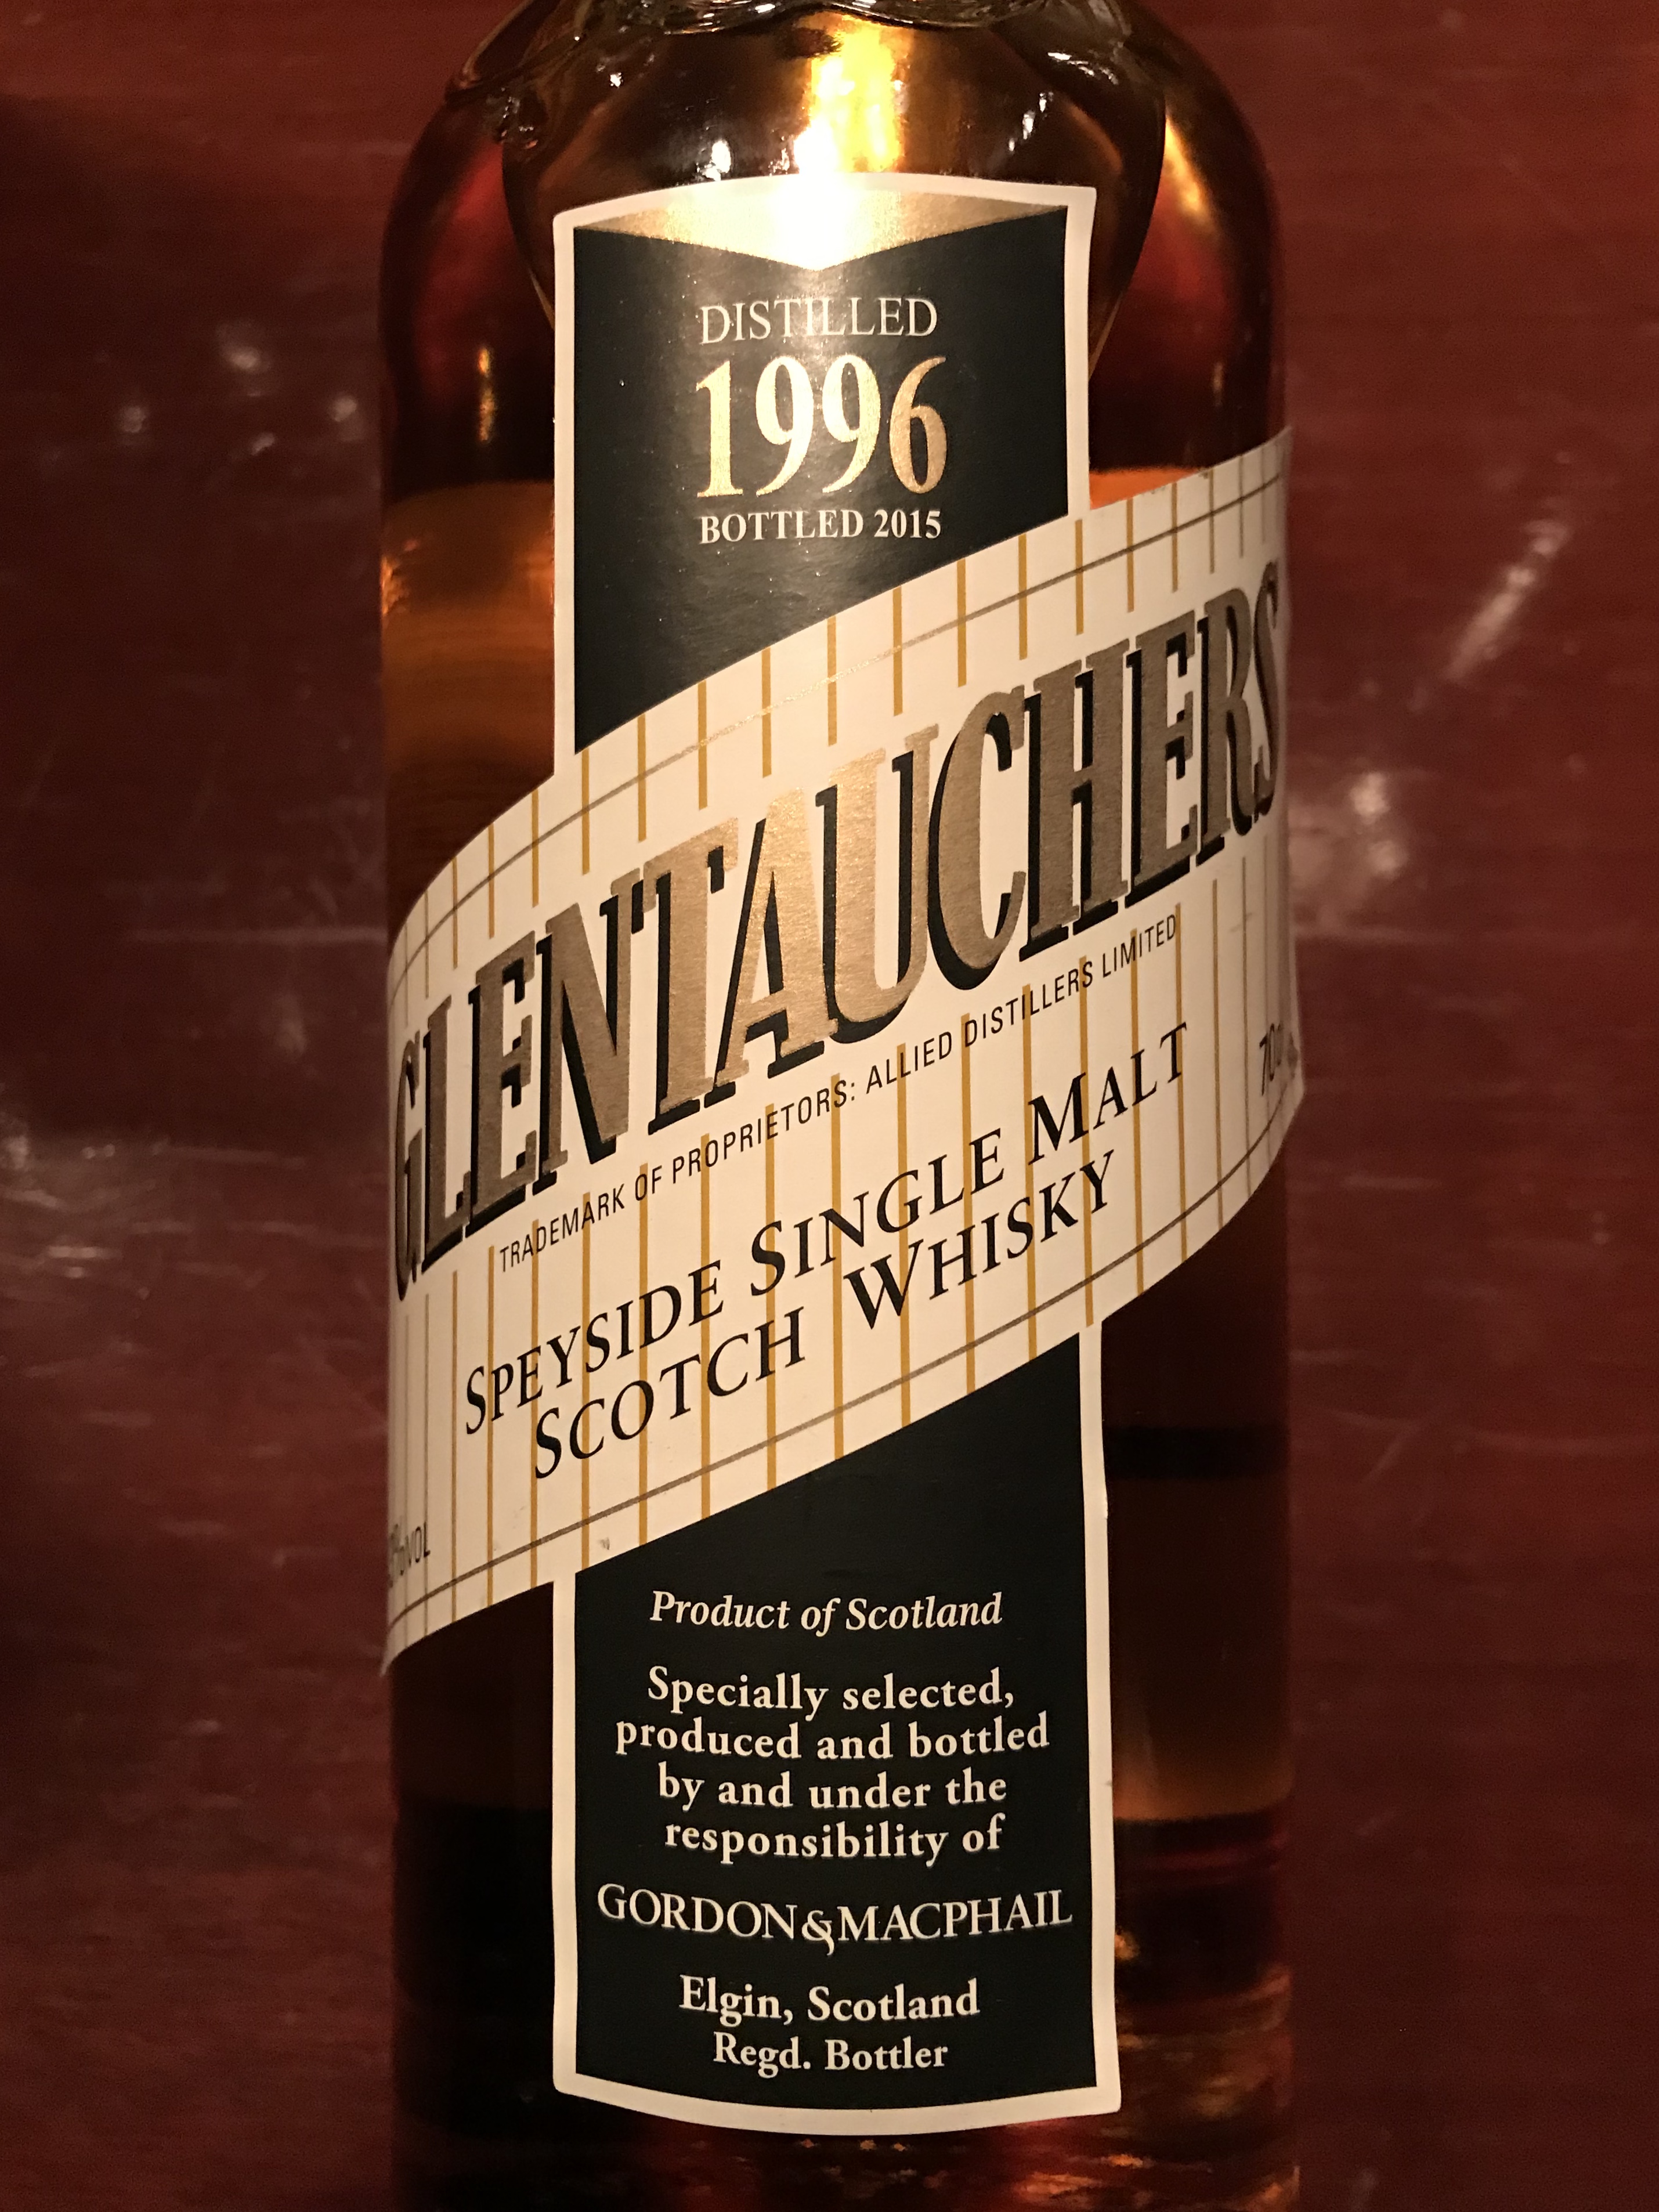 DISTILLED
1996
BOTTLED 2015
GLENTAUCHERS
TRADEMARK OF PROPRIETORS: ALLIED DISTILLERS LIMITED
SPEYSIDE SINGLE MALT
SCOTCH WHISKY
Product of Scotland
Specially selected,
produced and bottled
by and under the
responsibility of
GORDON&MACPHAIL
Elgin, Scotland
Regd. Bottler